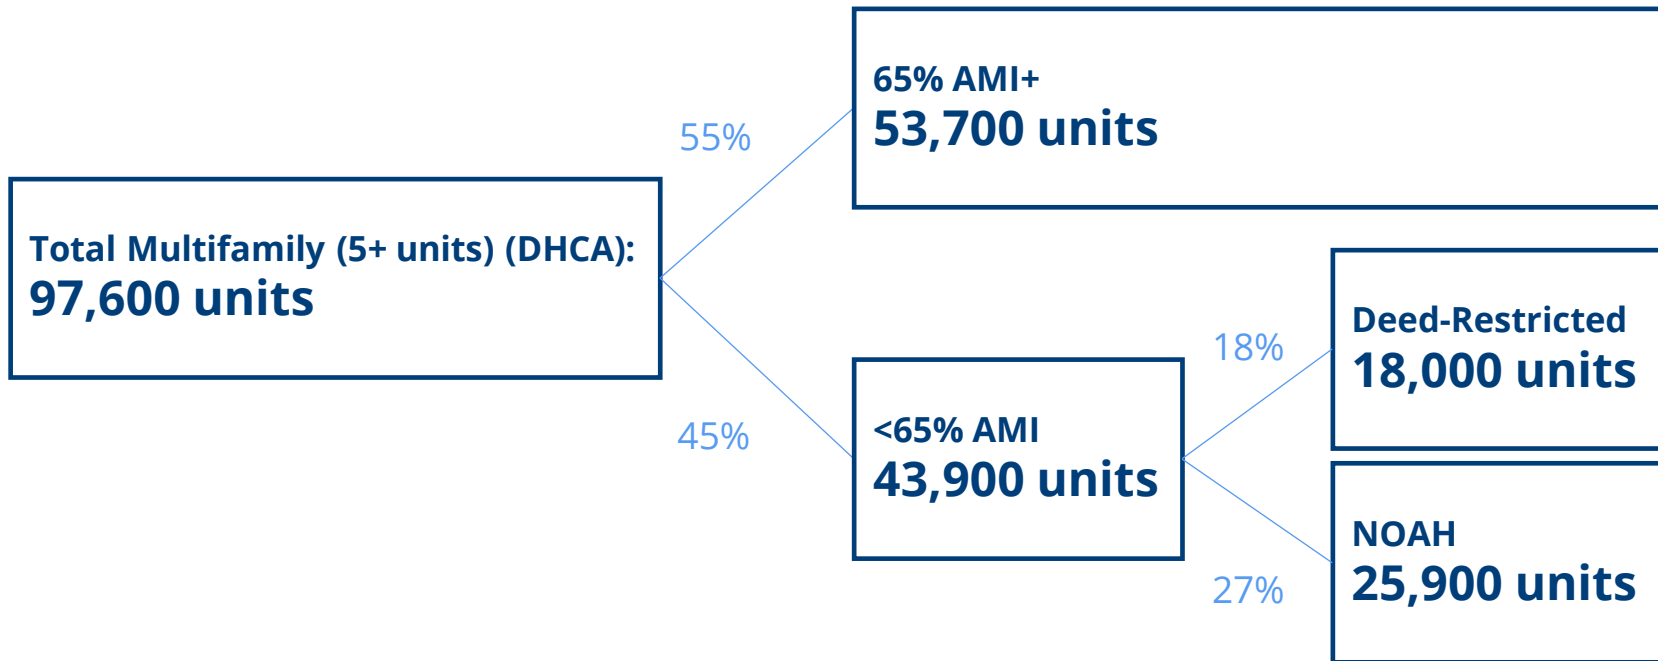 65% AMI+
53,700 units
55%
Total Multifamily (5+ units) (DHCA):
97,600 units
45%
<65% AMI
43,900 units
18%
Deed-Restricted
18,000 units
27%
NOAH
25,900 units